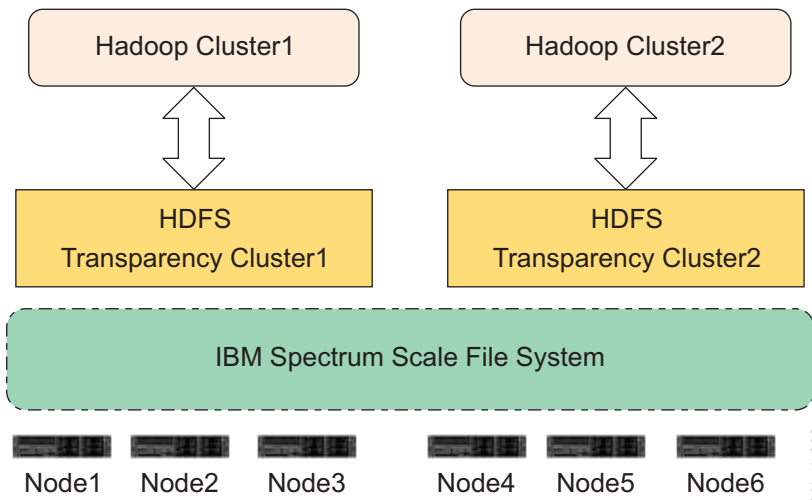 Hadoop Cluster1
Hadoop Cluster2
HDFS
Transparency Cluster1
HDFS
Transparency Cluster2
IBM Spectrum Scale File System
Node1
Node2
Node3
Node4
Node5
Node6